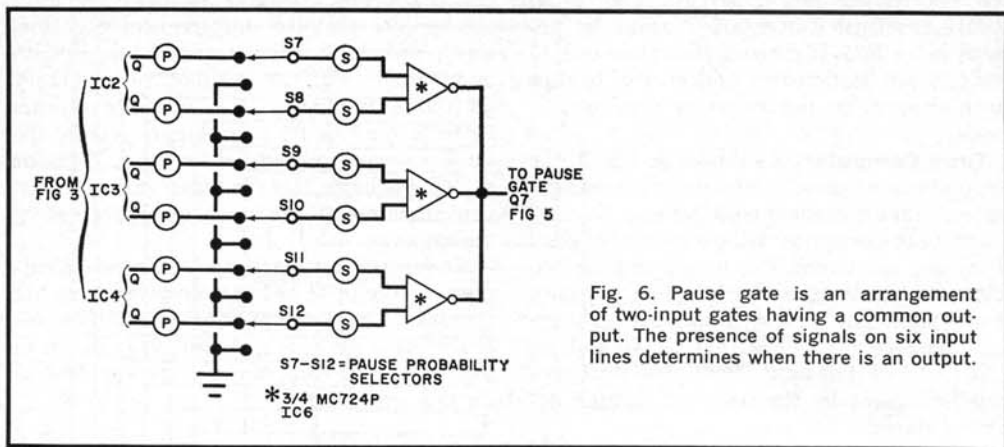 IC2
Q
P
S7
S
*
Q
P
S8
S
FROM
FIG 3
IC3
Q
P
S9
S
*
Q
P
S10
S
TO PAUSE
GATE
Q7
FIG 5
IC4
Q
P
S11
S
*
Q
P
S12
S
S7-S12=PAUSE PROBABILITY
SELECTORS
* 3/4 MC724P
IC6
Fig. 6. Pause gate is an arrangement
of two-input gates having a common out-
put. The presence of signals on six input
lines determines when there is an output.